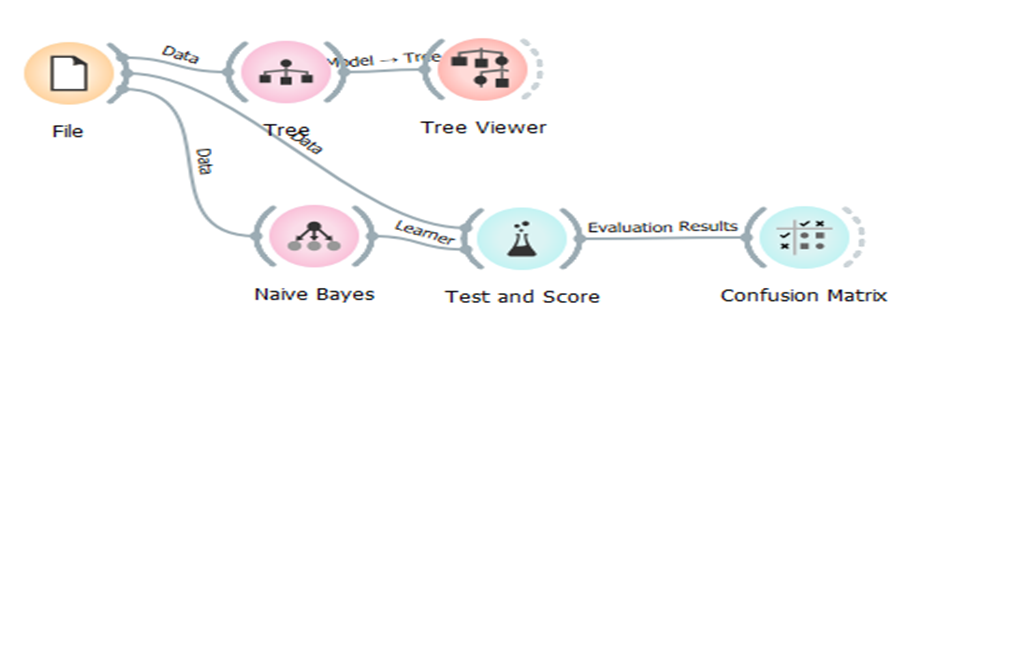 Data
Model → Tree
File
Tree
Tree Viewer
Data
Data
Learner
Evaluation Results
Naive Bayes
Test and Score
Confusion Matrix